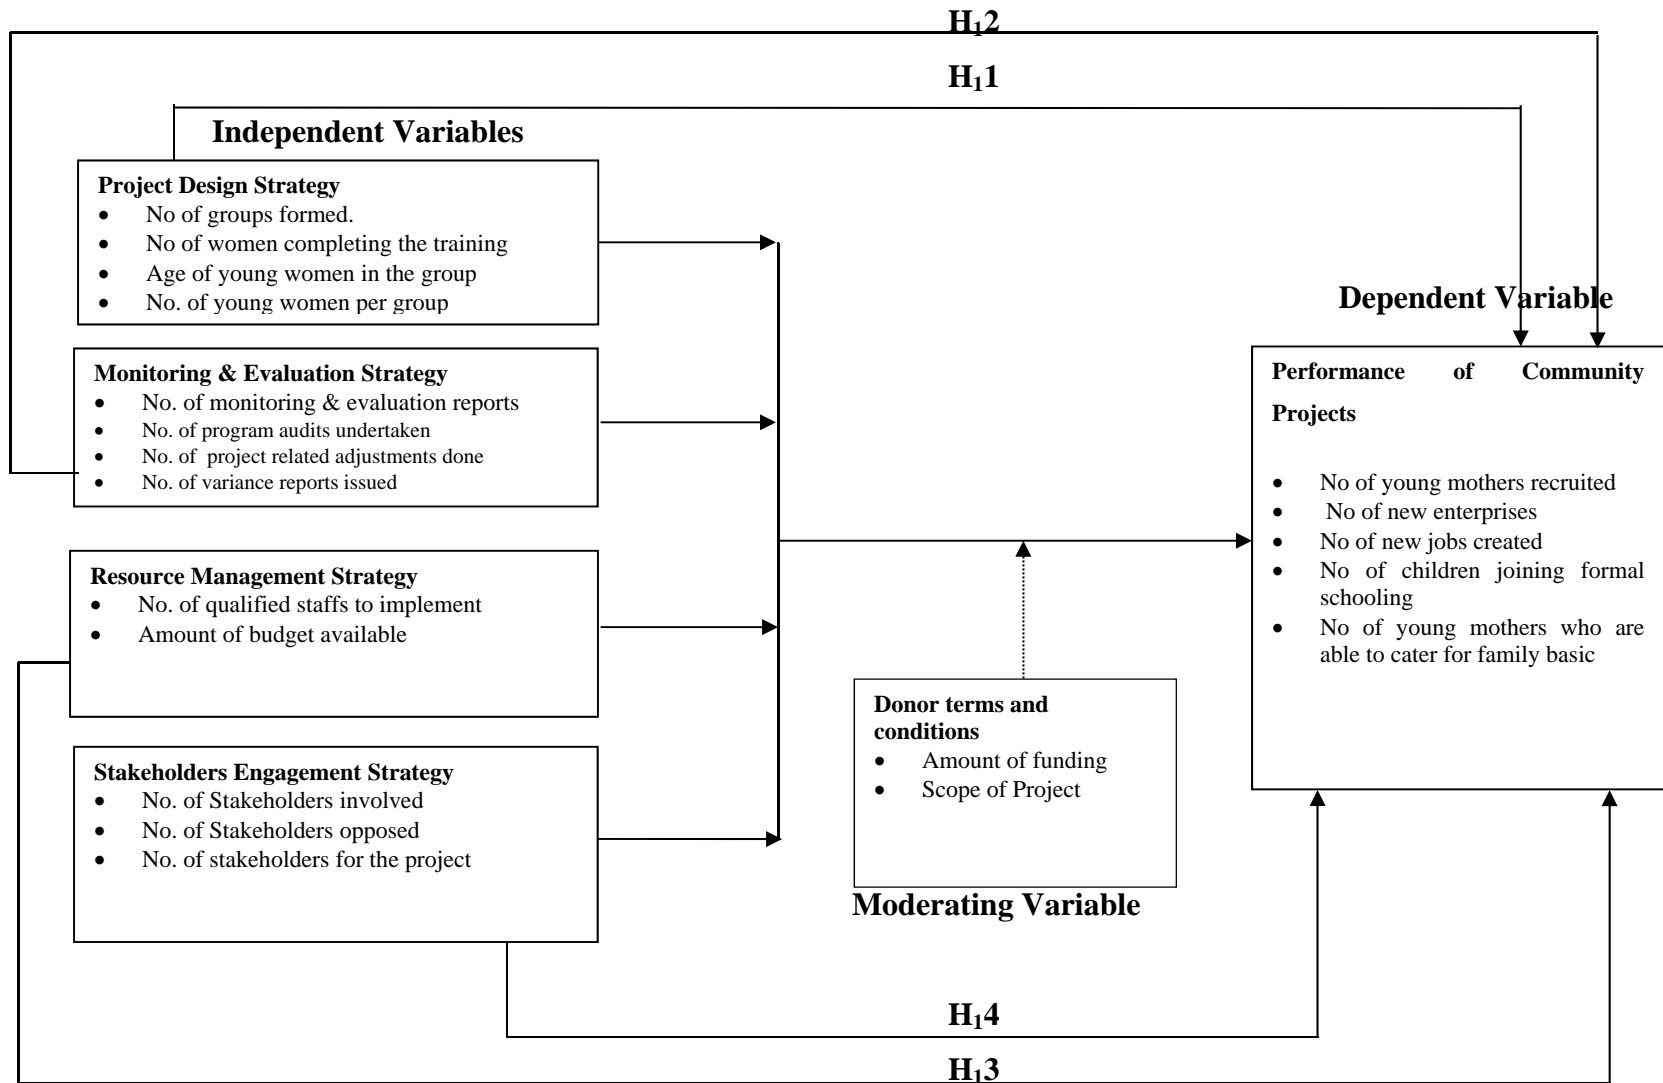 H₁2
H₁1
Independent Variables
Project Design Strategy
• No of groups formed.
• No of women completing the training
• Age of young women in the group
• No. of young women per group
Monitoring & Evaluation Strategy
• No. of monitoring & evaluation reports
• No. of program audits undertaken
• No. of project related adjustments done
• No. of variance reports issued
Resource Management Strategy
• No. of qualified staffs to implement
• Amount of budget available
Stakeholders Engagement Strategy
• No. of Stakeholders involved
• No. of Stakeholders opposed
• No. of stakeholders for the project
Donor terms and
conditions
• Amount of funding
• Scope of Project
Moderating Variable
Dependent Variable
Performance of Community
Projects
• No of young mothers recruited
• No of new enterprises
• No of new jobs created
• No of children joining formal
schooling
• No of young mothers who are
able to cater for family basic
H₁4
H₁3